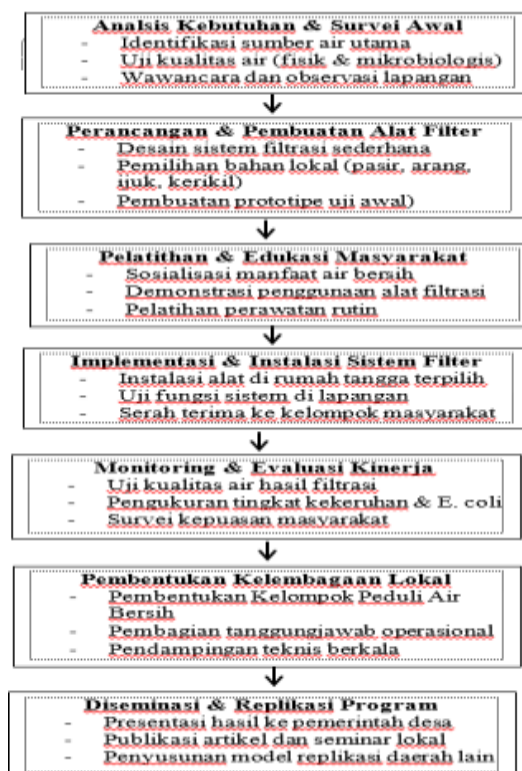 Analsis Kebutuhan & Survei Awal
- Identifikasi sumber air utama
- Uji kualitas air (fisik & mikrobiologis)
- Wawancara dan observasi lapangan
Perancangan & Pembuatan Alat Filter
- Desain sistem filtrasi sederhana
- Pemilihan bahan lokal (pasir, arang,
ijuk, kerikil)
- Pembuatan prototipe uji awal)
Pelatithan & Edukasi Masyarakat
- Sosialisasi manfaat air bersih
- Demonstrasi penggunaan alat filtrasi
- Pelatihan perawatan rutin
Implementasi & Instalasi Sistem Filter
- Instalasi alat di rumah tangga terpilih
- Uji fungsi sistem di lapangan
- Serah terima ke kelompok masyarakat
Monitoring & Evaluasi Kinerja
- Uji kualitas air hasil filtrasi
- Pengukuran tingkat kekeruhan & E. coli
- Survei kepuasan masyarakat
Pembentukan Kelembagaan Lokal
- Pembentukan Kelompok Peduli Air
Bersih
- Pembagian tanggungjawab operasional
- Pendampingan teknis berkala
Diseminasi & Replikasi Program
- Presentasi hasil ke pemerintah desa
- Publikasi artikel dan seminar lokal
- Penyusunan model replikasi daerah lain